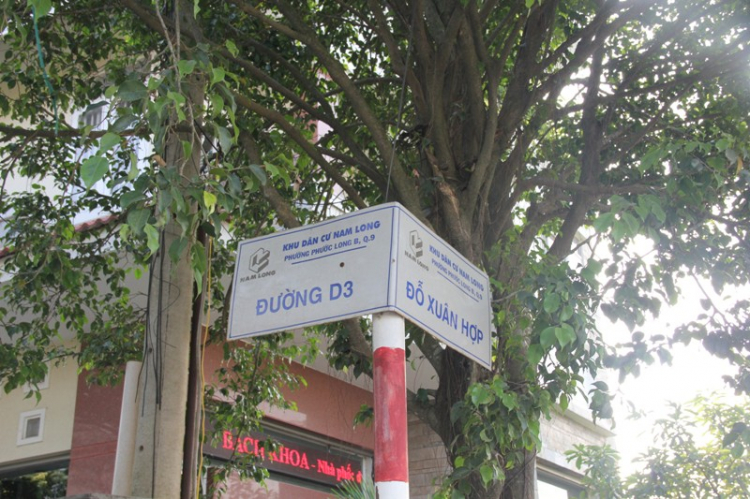 KHU DÂN CƯ NAM LONG
PHƯỜNG PHƯỚC LONG B, Q.9
NAM LONG
ĐƯỜNG D3
KHU DÂN CƯ NAM LONG
PHƯỜNG PHƯỚC LONG B, Q.9
NAM LONG
ĐỖ XUÂN HỢP
BÁCH KHOA - Nhà phố